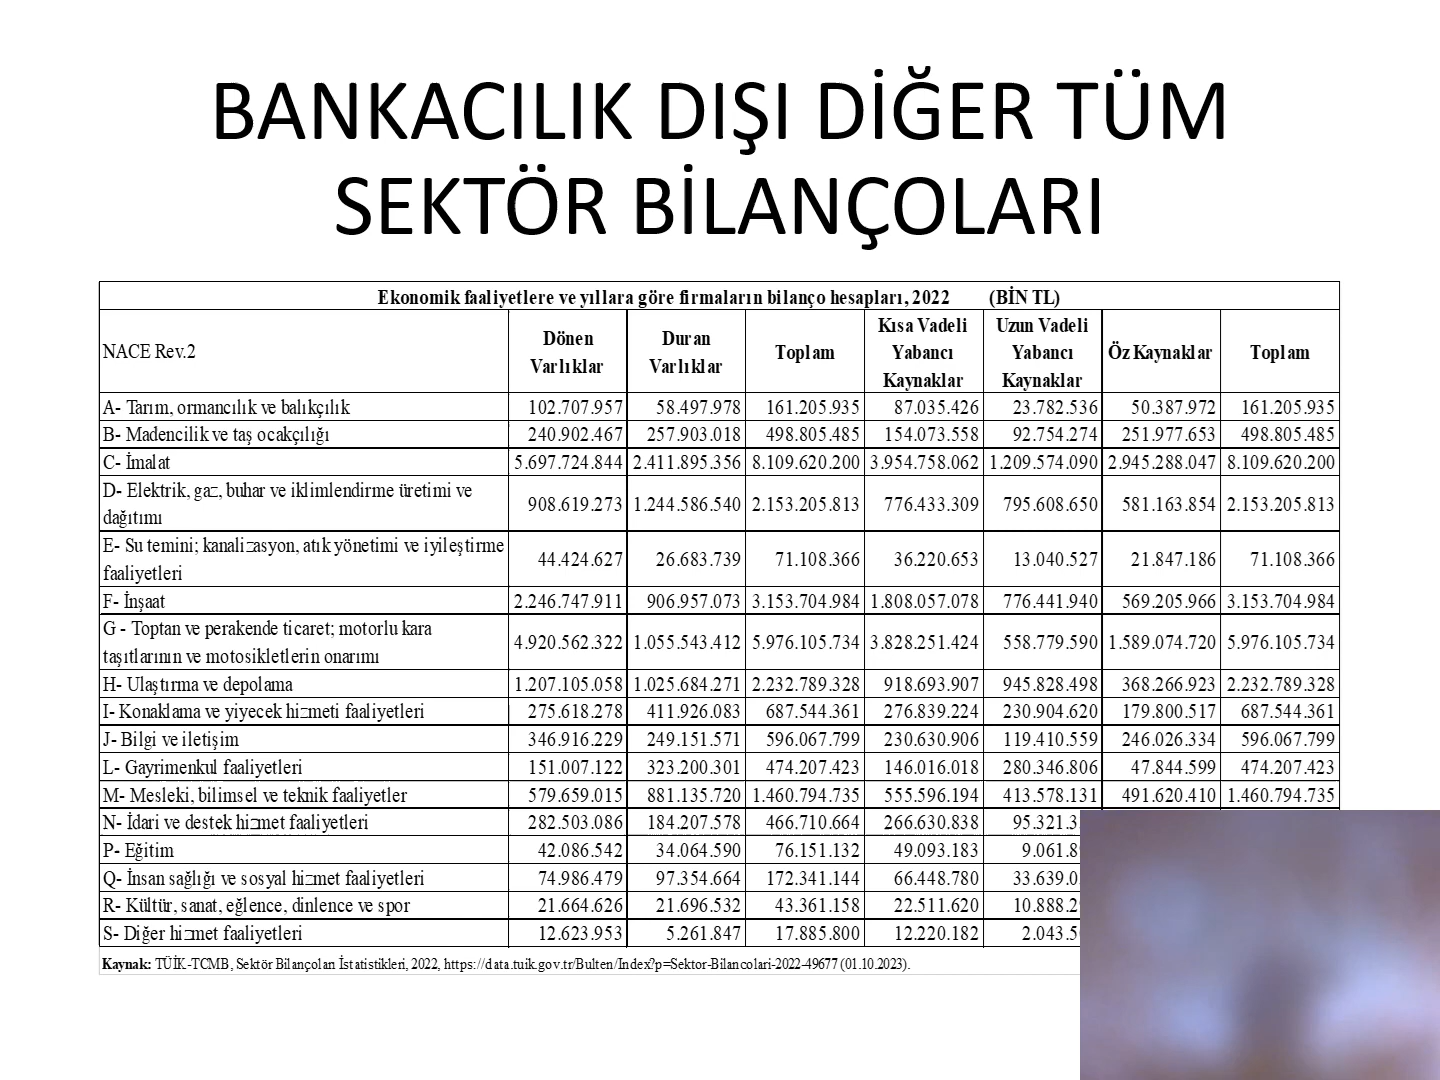 BANKACILIK DIŞI DİĞER TÜM
SEKTÖR BİLANÇOLARI
Ekonomik faaliyetlere ve yıllara göre firmaların bilanço hesapları, 2022 (BİN TL)
NACE Rev.2 Dönen Varlıklar Duran Varlıklar Toplam Kısa Vadeli Yabancı Kaynaklar Uzun Vadeli Yabancı Kaynaklar Öz Kaynaklar Toplam
A- Tarım, ormancılık ve balıkçılık 102.707.957 58.497.978 161.205.935 87.035.426 23.782.536 50.387.972 161.205.935
B- Madencilik ve taş ocakçılığı 240.902.467 257.903.018 498.805.485 154.073.558 92.754.274 251.977.653 498.805.485
C- İmalat 5.697.724.844 2.411.895.356 8.109.620.200 3.954.758.062 1.209.574.090 2.945.288.047 8.109.620.200
D- Elektrik, gaz, buhar ve iklimlendirme üretimi ve
dağıtımı 908.619.273 1.244.586.540 2.153.205.813 776.433.309 795.608.650 581.163.854 2.153.205.813
E- Su temini; kanalizasyon, atık yönetimi ve iyileştirme
faaliyetleri 44.424.627 26.683.739 71.108.366 36.220.653 13.040.527 21.847.186 71.108.366
F- İnşaat 2.246.747.911 906.957.073 3.153.704.984 1.808.057.078 776.441.940 569.205.966 3.153.704.984
G - Toptan ve perakende ticaret; motorlu kara
taşıtlarının ve motosikletlerin onarımı 4.920.562.322 1.055.543.412 5.976.105.734 3.828.251.424 558.779.590 1.589.074.720 5.976.105.734
H- Ulaştırma ve depolama 1.207.105.058 1.025.684.271 2.232.789.328 918.693.907 945.828.498 368.266.923 2.232.789.328
I- Konaklama ve yiyecek hizmeti faaliyetleri 275.618.278 411.926.083 687.544.361 276.839.224 230.904.620 179.800.517 687.544.361
J- Bilgi ve iletişim 346.916.229 249.151.571 596.067.799 230.630.906 119.410.559 246.026.334 596.067.799
L- Gayrimenkul faaliyetleri 151.007.122 323.200.301 474.207.423 146.016.018 280.346.806 47.844.599 474.207.423
M- Mesleki, bilimsel ve teknik faaliyetler 579.659.015 881.135.720 1.460.794.735 555.596.194 413.578.131 491.620.410 1.460.794.735
N- İdari ve destek hizmet faaliyetleri 282.503.086 184.207.578 466.710.664 266.630.838
P- Eğitim 42.086.542 34.064.590 76.151.132 49.093.183
Q- İnsan sağlığı ve sosyal hizmet faaliyetleri 74.986.479 97.354.664 172.341.144 66.448.780
R- Kültür, sanat, eğlence, dinlence ve spor 21.664.626 21.696.532 43.361.158 22.511.620
S- Diğer hizmet faaliyetleri 12.623.953 5.261.847 17.885.800 12.220.182
Kaynak: TÜİK-TCMB, Sektör Bilançoları İstatistikleri, 2022, https://data.tuik.gov.tr/Bulten/Index?p=Sektor-Bilancolari-2022-49677 (01.10.2023).